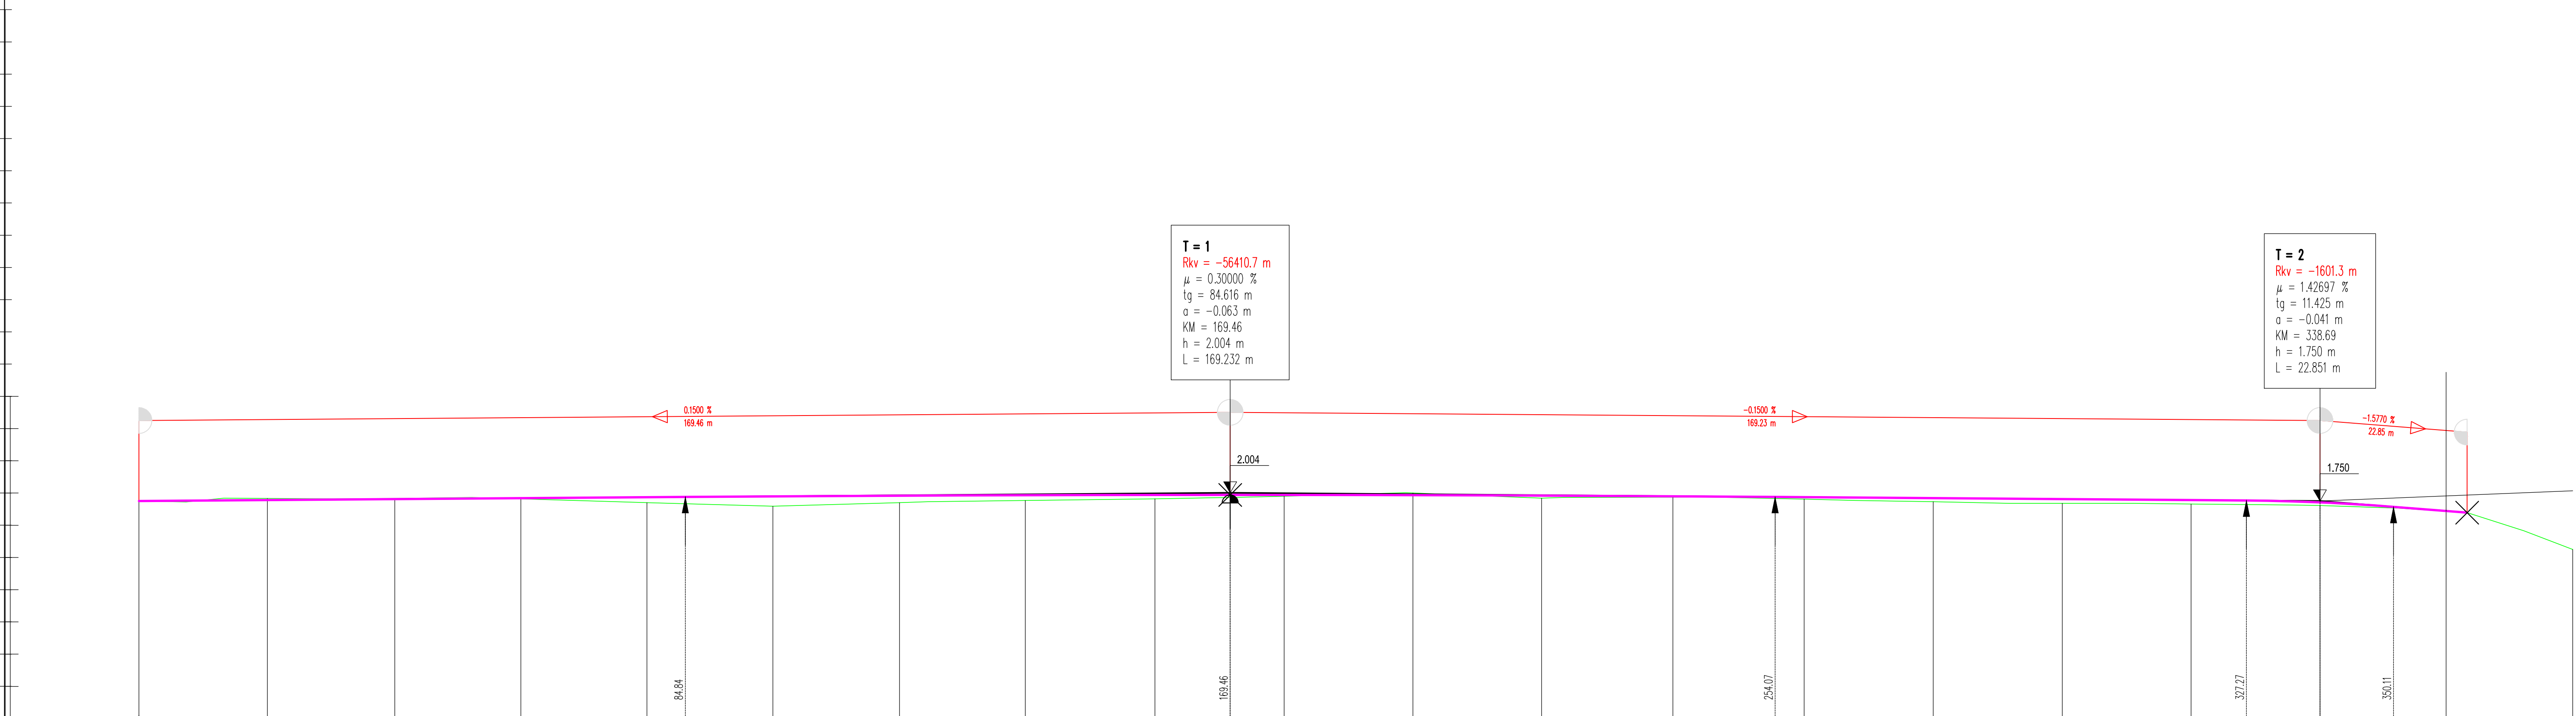 T = 1
Rkv = -56410.7 m
μ = 0.30000 %
tg = 84.616 m
a = -0.063 m
KM = 169.46
h = 2.004 m
L = 169.232 m
T = 2
Rkv = -1601.3 m
μ = 1.42697 %
tg = 11.425 m
a = -0.041 m
KM = 338.69
h = 1.750 m
L = 22.851 m
0.1500 %
169.46 m
-0.1500 %
169.23 m
-1.5770 %
22.85 m
2.004
1.750
84.84
169.46
254.07
327.27
350.11